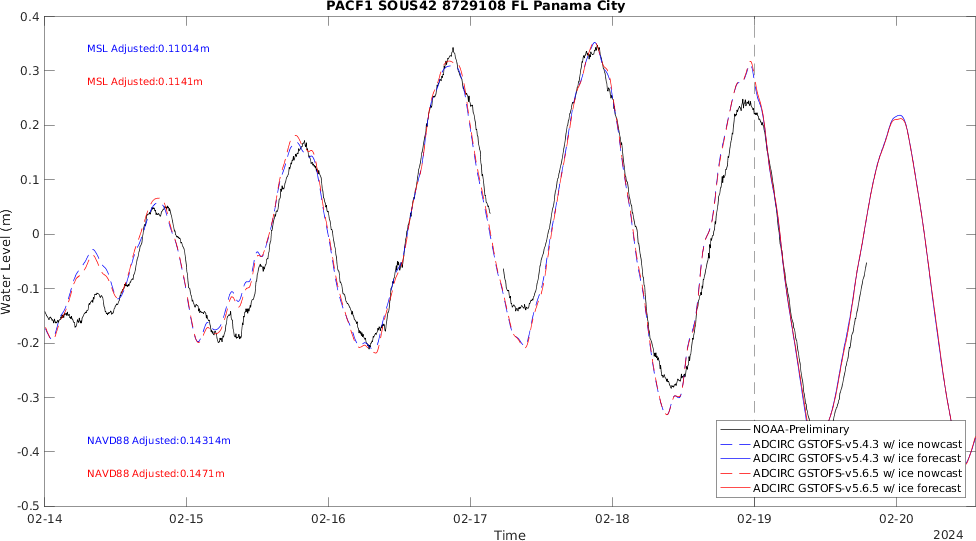 PACF1 SOUS42 8729108 FL Panama City
0.4
0.3
0.2
0.1
0
-0.1
-0.2
-0.3
-0.4
-0.5
Water Level (m)
MSL Adjusted:0.11014m
MSL Adjusted:0.1141m
NAVD88 Adjusted:0.14314m
NAVD88 Adjusted:0.1471m
NOAA-Preliminary
ADCIRC GSTOFS-v5.4.3 w/ ice nowcast
ADCIRC GSTOFS-v5.4.3 w/ ice forecast
ADCIRC GSTOFS-v5.6.5 w/ ice nowcast
ADCIRC GSTOFS-v5.6.5 w/ ice forecast
02-14 02-15 02-16 02-17 02-18 02-19 02-20
Time
2024